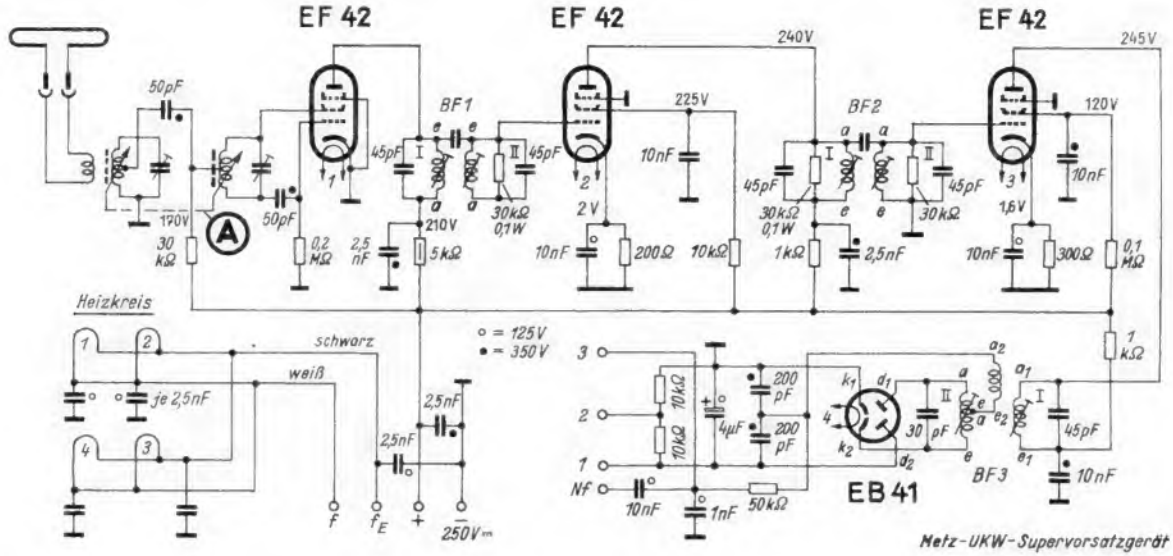 EF 42
EF 42
EF 42
240V
245V
50pF
BF1
225V
BF2
120V
e e
a a
45pF
I
II
45pF
10nF
45pF
I
II
45pF
10nF
1
2
3
190V
A
50pF
a a
30kΩ
0,1W
2V
30kΩ
0,1W
e e
30kΩ
1,6V
210V
30
kΩ
0,2
MΩ
2,5
nF
5kΩ
10nF
200Ω
10kΩ
1kΩ
2,5nF
10nF
300Ω
0,1
MΩ
Heizkreis
1
2
schwarz
○ = 125V
● = 350V
3
a2
1
kΩ
weiß
je 2,5nF
10kΩ
200
pF
k1
d1
a
II
a1
I
2,5nF
2
+
4µF
4
30
pF
e
a
e2
45pF
4
3
2,5nF
10kΩ
200
pF
k2
d2
e
e1
1
EB 41
BF3
10nF
Nf
10nF
1nF
50kΩ
f
fE
+
–
250V=
Metz-UKW-Supervorsatzgerät